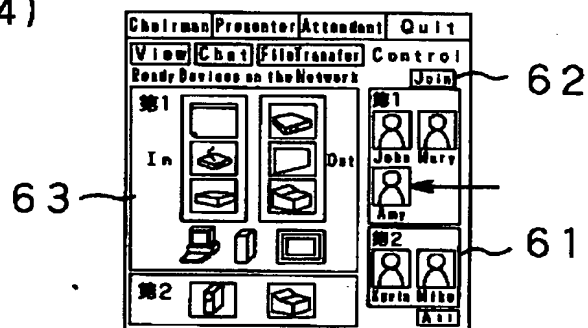 4)
Chairman Presenter Attendant Quit
View Chat FileTransfer Control
Ready Devices on the Network
Join
62
第1
第1
In
Out
John Mary
63
Amy
61
第2
第2
Karin Mike
All